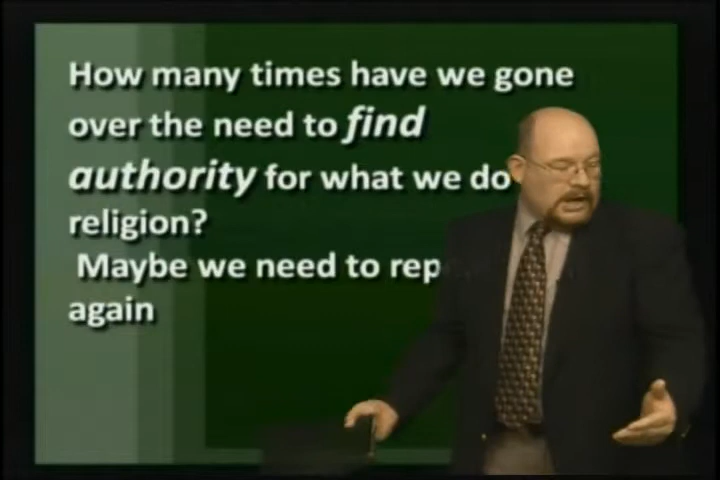 How many times have we gone
over the need to find
authority for what we do
religion?
Maybe we need to rep
again